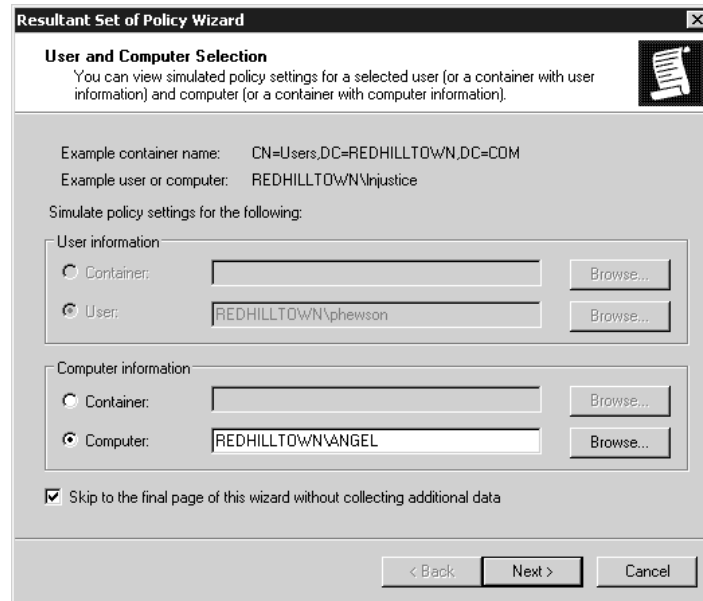 Resultant Set of Policy Wizard
User and Computer Selection
You can view simulated policy settings for a selected user (or a container with user
information) and computer (or a container with computer information).
Example container name: CN=Users,DC=REDHILLTOWN,DC=COM
Example user or computer: REDHILLTOWN\Injustice
Simulate policy settings for the following:
User information
Container: Browse...
User: REDHILLTOWN\phewson Browse...
Computer information
Container: Browse...
Computer: REDHILLTOWN\ANGEL Browse...
Skip to the final page of this wizard without collecting additional data
< Back Next > Cancel